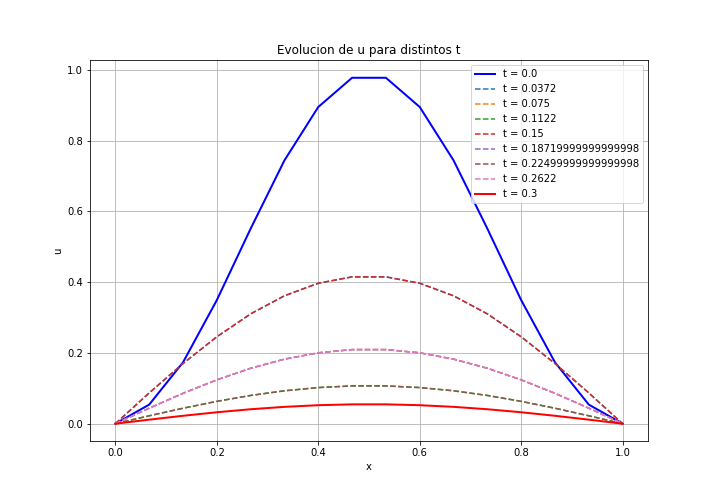 Evolucion de u para distintos t
1.0
0.8
0.6
0.4
0.2
0.0
u
t = 0.0
t = 0.0372
t = 0.075
t = 0.1122
t = 0.15
t = 0.18719999999999998
t = 0.22499999999999998
t = 0.2622
t = 0.3
0.0 0.2 0.4 0.6 0.8 1.0
x